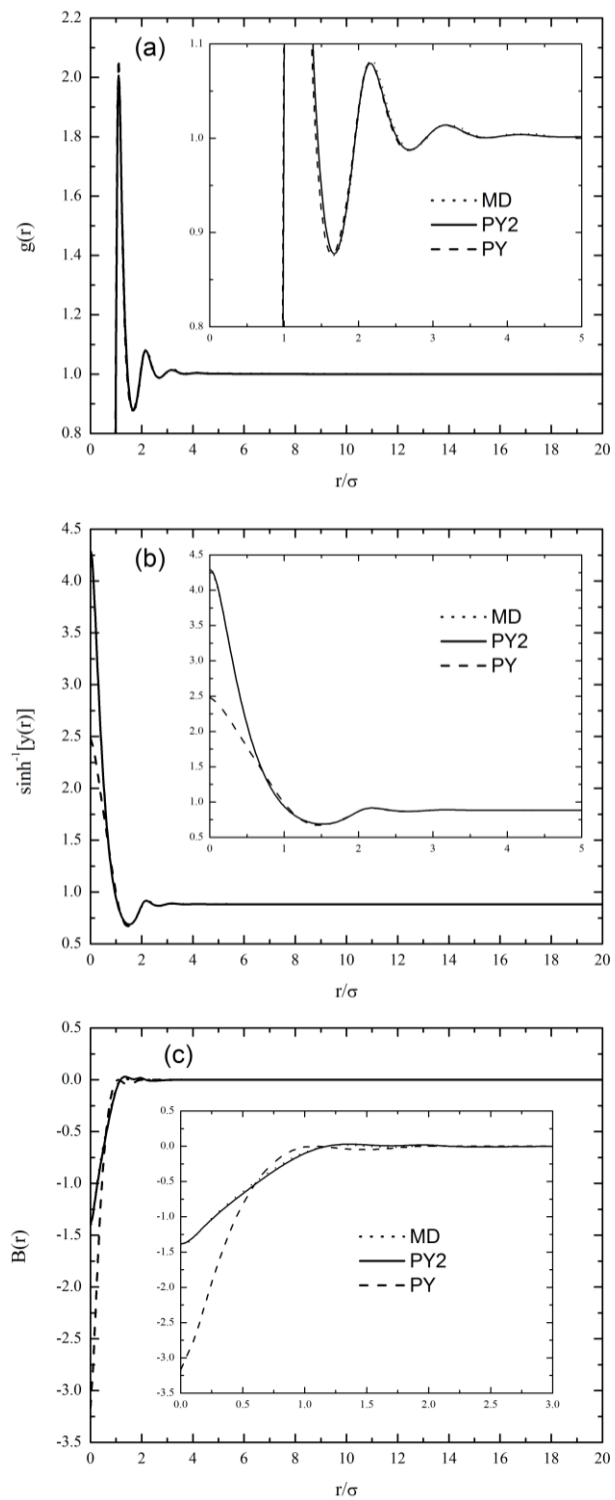 (a)
2.2
2.0
1.8
1.6
1.4
1.2
1.0
0.8
g(r)
1.1
1.0
0.9
0.8
0 1 2 3 4 5
MD
PY2
PY
0 2 4 6 8 10 12 14 16 18 20
r/σ
(b)
4.5
4.0
3.5
3.0
2.5
2.0
1.5
1.0
0.5
sinh⁻¹[y(r)]
4.5
4.0
3.5
3.0
2.5
2.0
1.5
1.0
0.5
0 1 2 3 4 5
MD
PY2
PY
0 2 4 6 8 10 12 14 16 18 20
r/σ
(c)
0.5
0.0
-0.5
-1.0
-1.5
-2.0
-2.5
-3.0
-3.5
B(r)
0.5
0.0
-0.5
-1.0
-1.5
-2.0
-2.5
-3.0
-3.5
0.0 0.5 1.0 1.5 2.0 2.5 3.0
MD
PY2
PY
0 2 4 6 8 10 12 14 16 18 20
r/σ